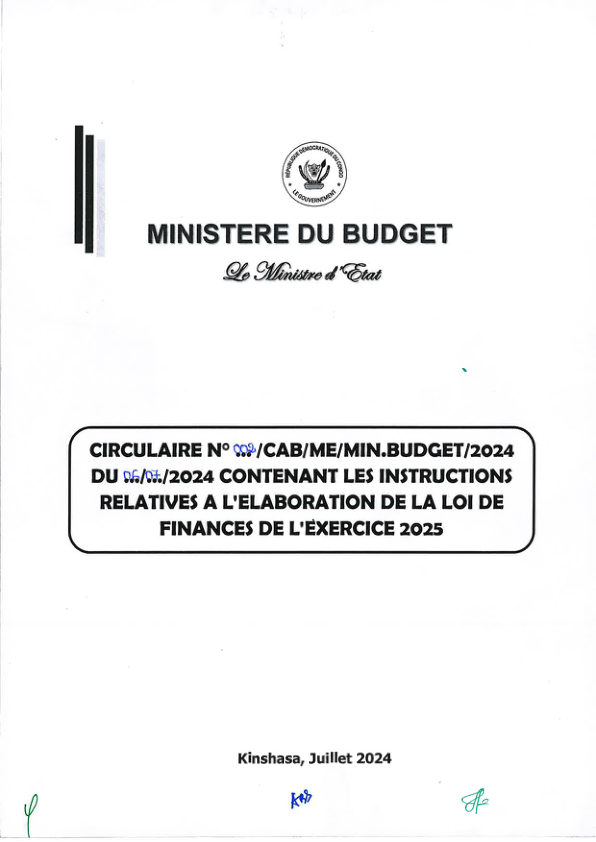 RÉPUBLIQUE DÉMOCRATIQUE DU CONGO
LE GOUVERNEMENT
MINISTERE DU BUDGET
Le Ministre d'Etat
CIRCULAIRE N° 002/CAB/ME/MIN.BUDGET/2024
DU 06/07/2024 CONTENANT LES INSTRUCTIONS
RELATIVES A L'ELABORATION DE LA LOI DE
FINANCES DE L'EXERCICE 2025
Kinshasa, Juillet 2024